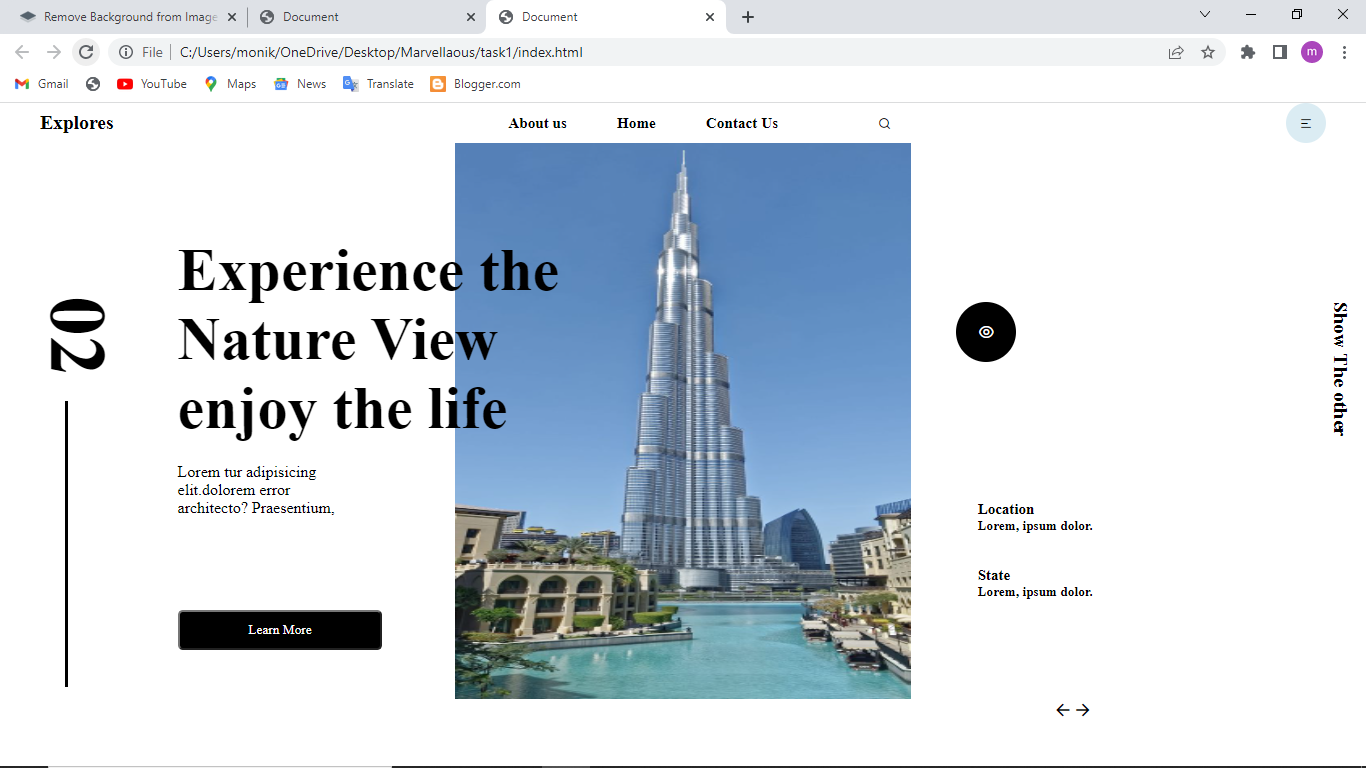 Remove Background from Image
Document
Document
File
C:/Users/monik/OneDrive/Desktop/Marvellaous/task1/index.html
m
Gmail
YouTube
Maps
News
Translate
Blogger.com
Explores
About us
Home
Contact Us
02
Experience the
Nature View
enjoy the life
Lorem tur adipisicing
elit.dolorem error
architecto? Praesentium,
Learn More
Show The other
Location
Lorem, ipsum dolor.
State
Lorem, ipsum dolor.